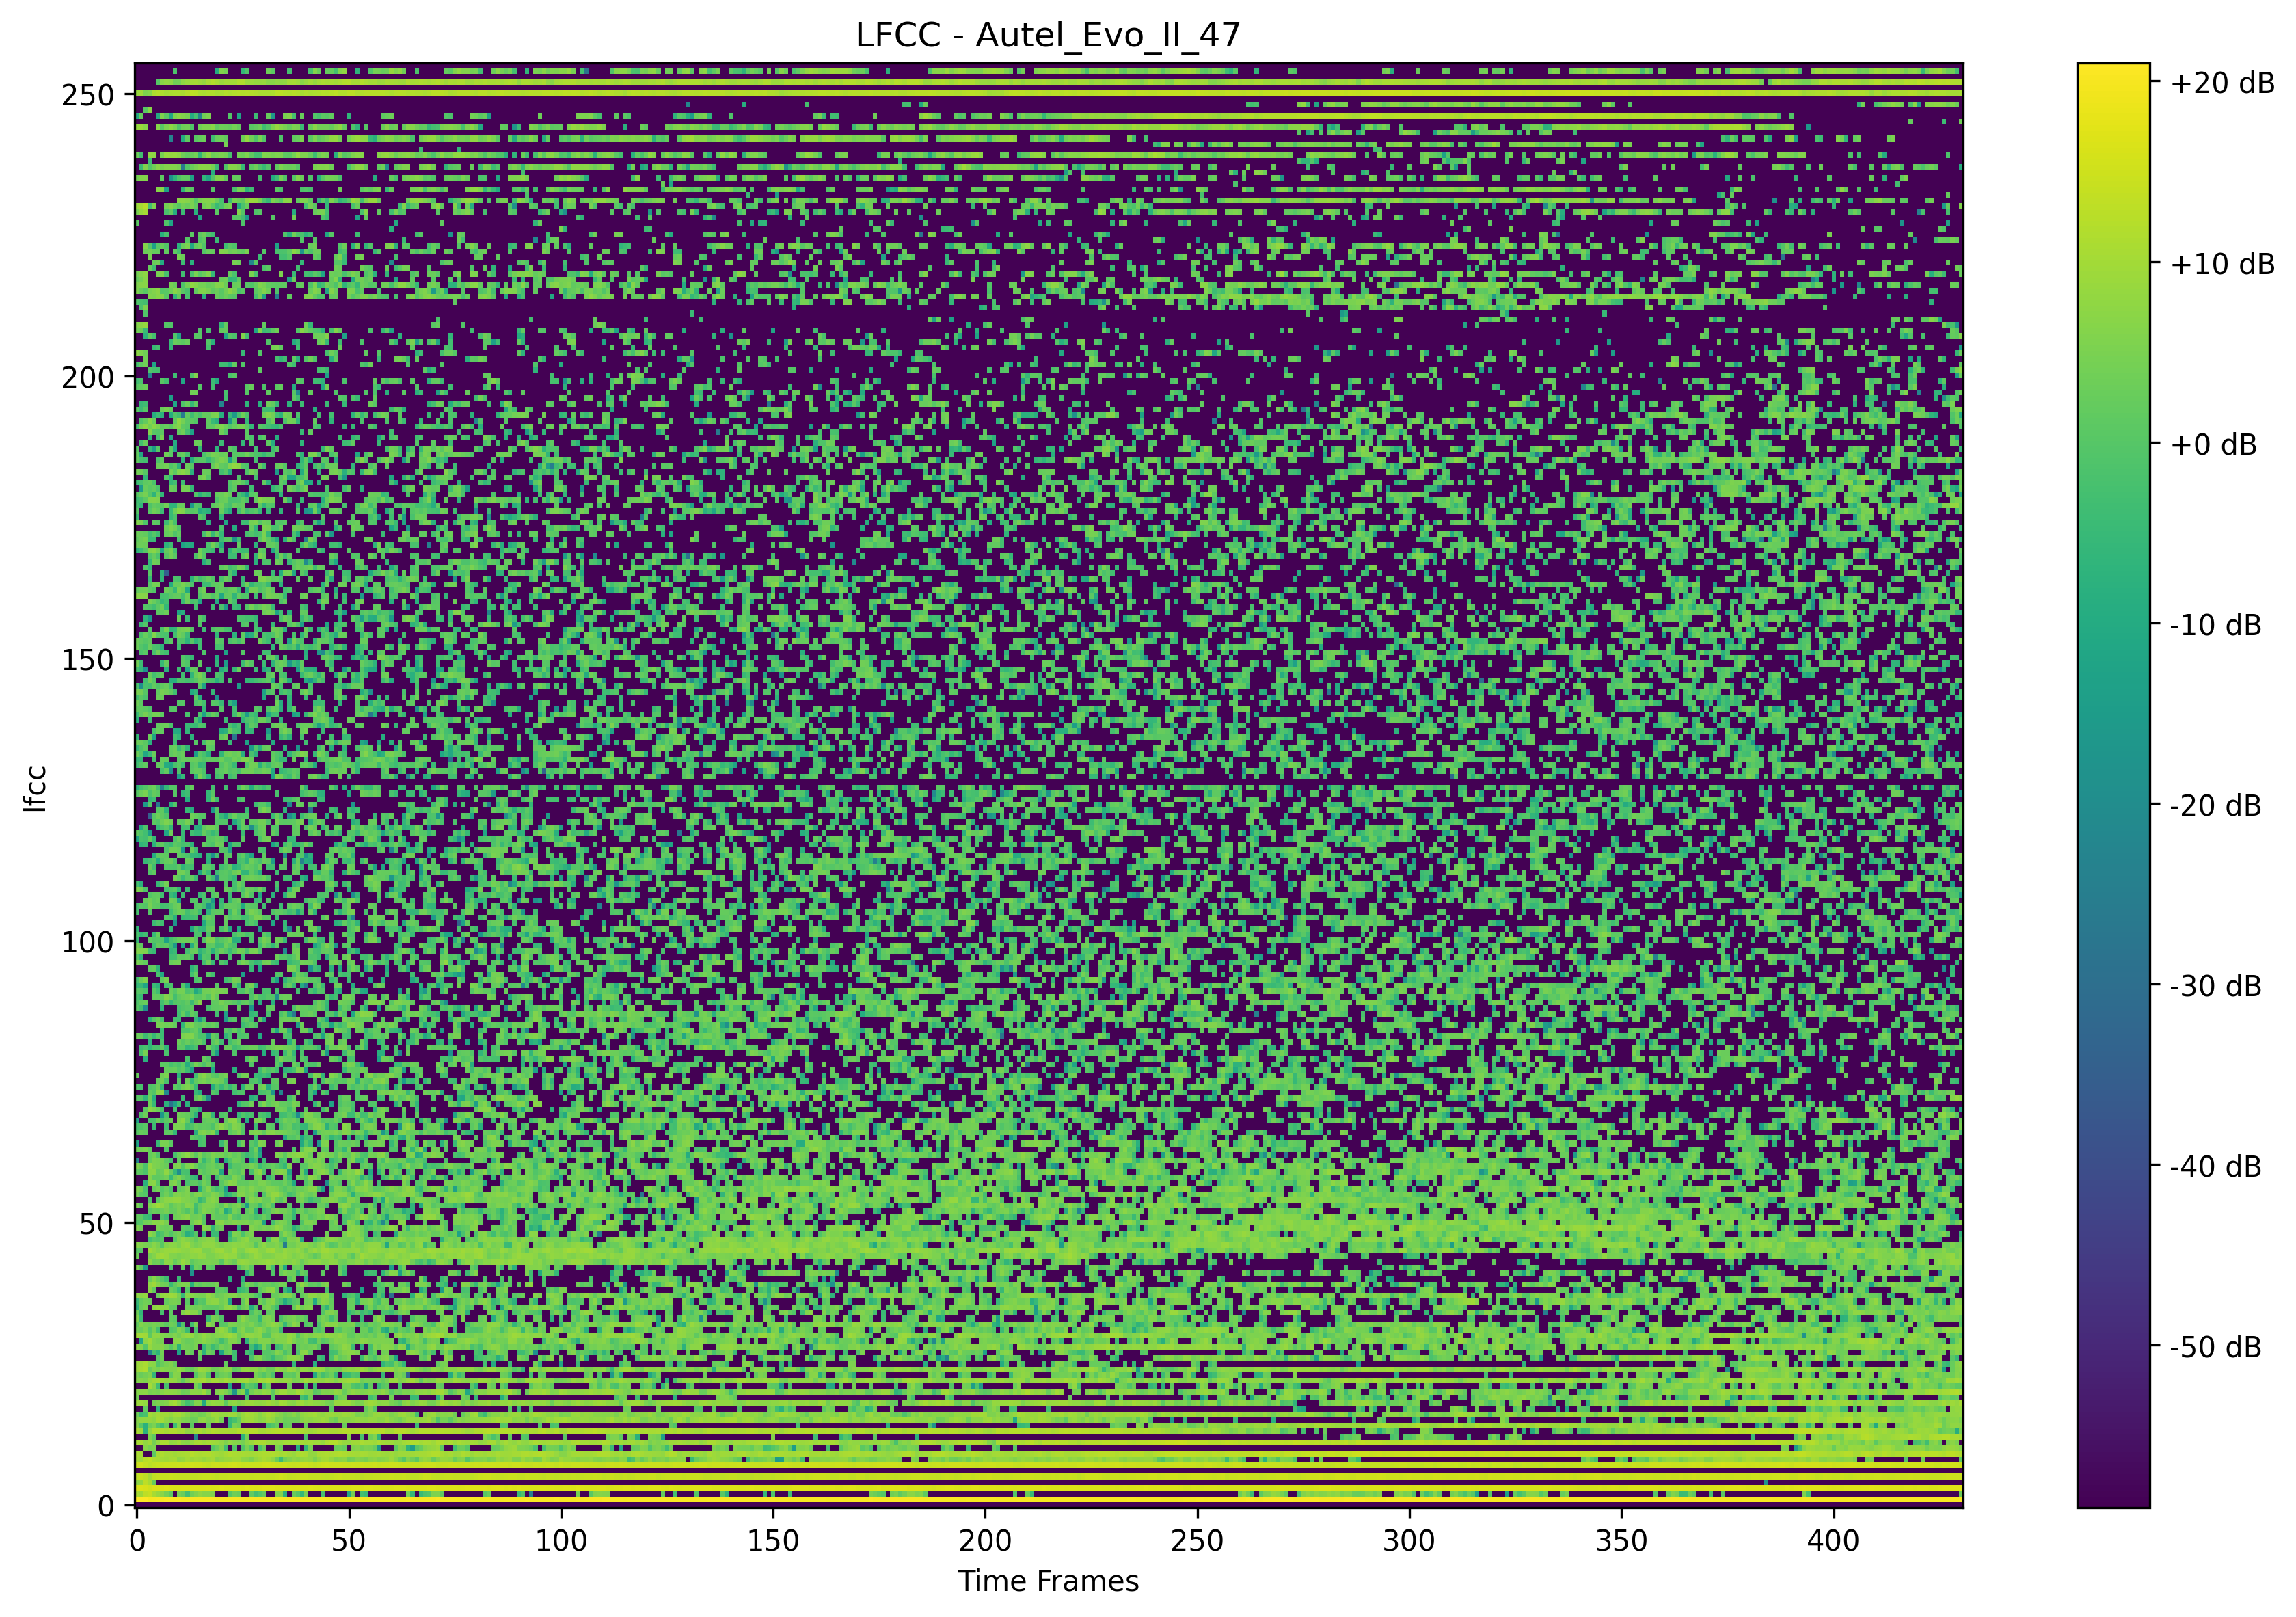 LFCC - Autel_Evo_II_47
lfcc
250
200
150
100
50
0
0 50 100 150 200 250 300 350 400
Time Frames
+20 dB
+10 dB
+0 dB
-10 dB
-20 dB
-30 dB
-40 dB
-50 dB